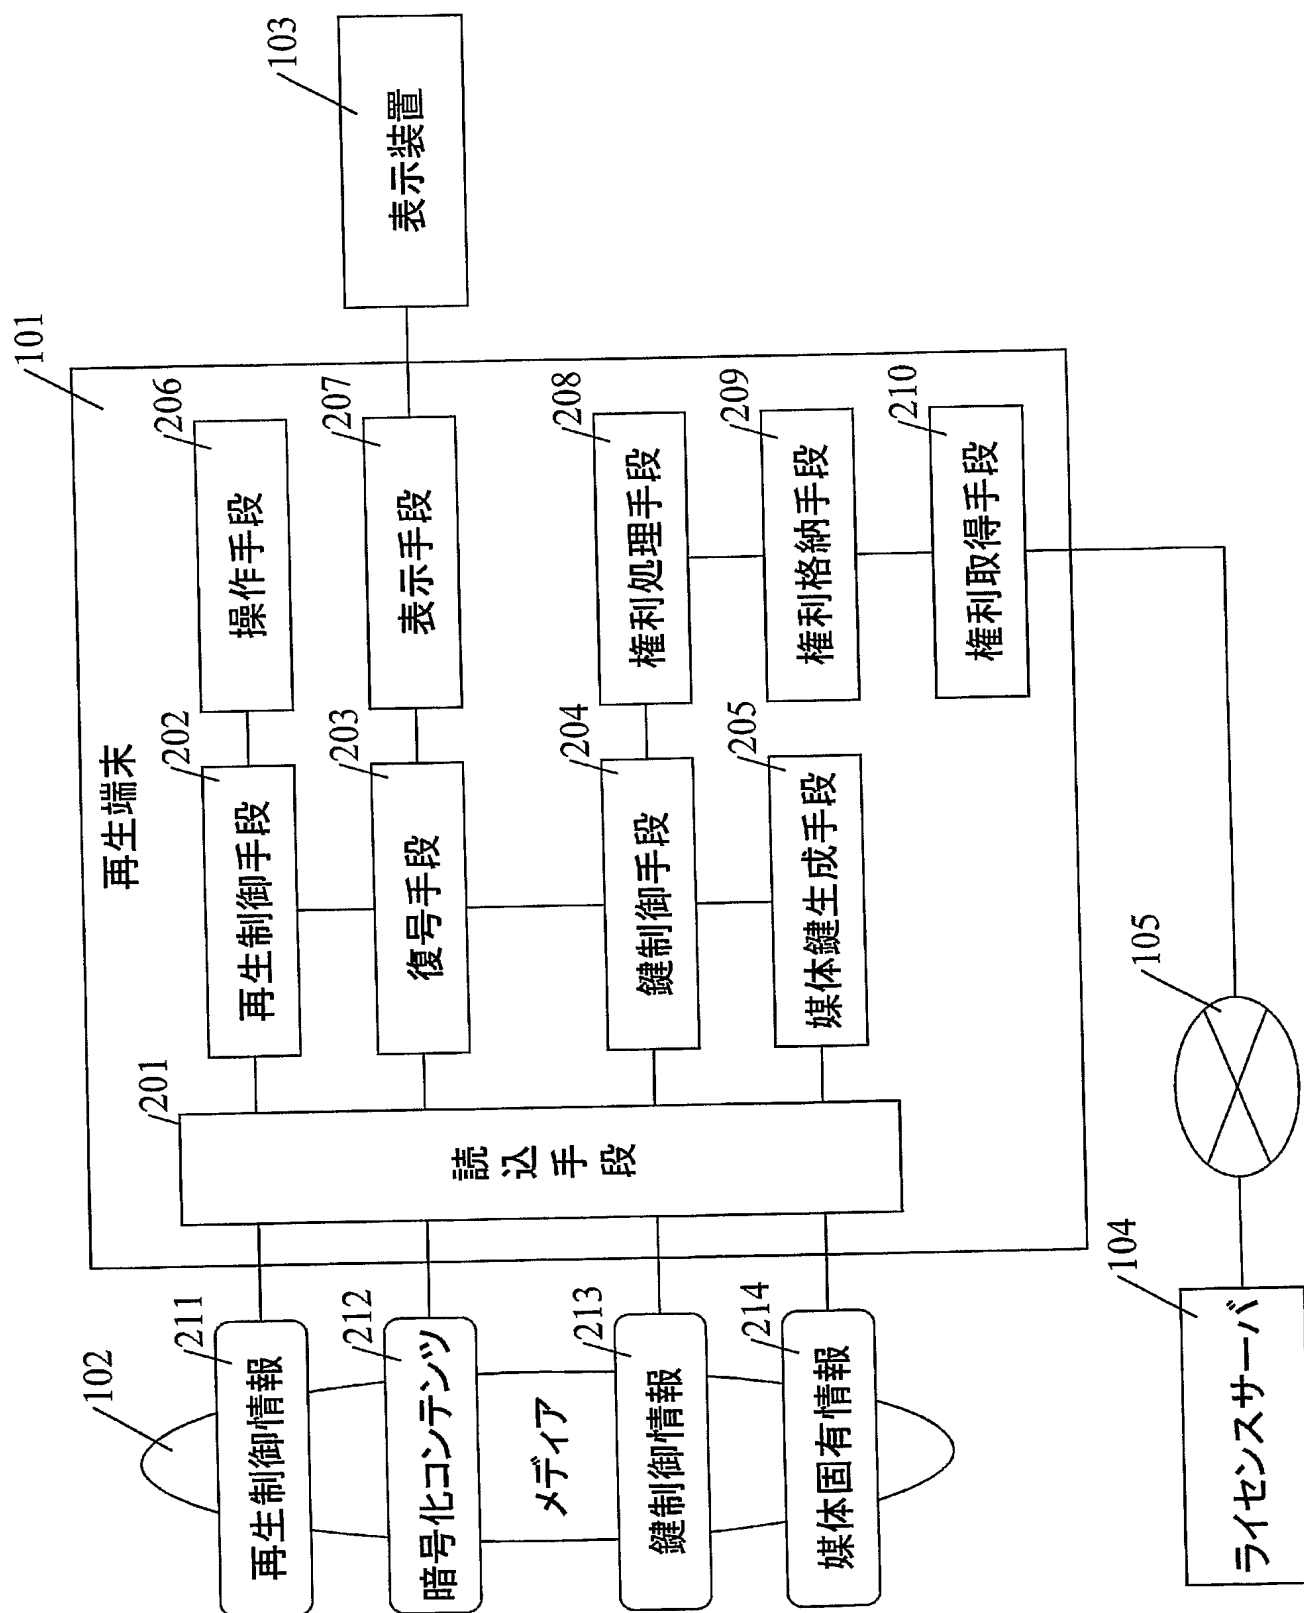 101
再生端末
103
表示装置
102
211
再生制御情報
212
暗号化コンテンツ
メディア
213
鍵制御情報
214
媒体固有情報
201
読込手段
202
再生制御手段
206
操作手段
203
復号手段
207
表示手段
204
鍵制御手段
208
権利処理手段
205
媒体鍵生成手段
209
権利格納手段
210
権利取得手段
104
ライセンスサーバ
105